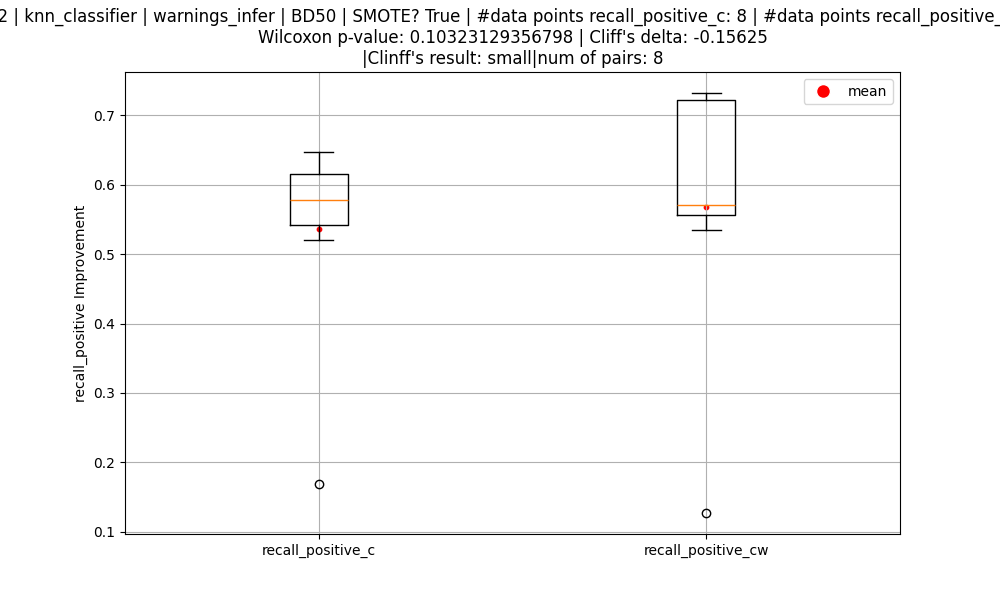 2 | knn_classifier | warnings_infer | BD50 | SMOTE? True | #data points recall_positive_c: 8 | #data points recall_positive_
Wilcoxon p-value: 0.10323129356798 | Cliff's delta: -0.15625
|Clinff's result: small|num of pairs: 8
mean
0.7
0.6
0.5
0.4
0.3
0.2
0.1
recall_positive Improvement
recall_positive_c
recall_positive_cw